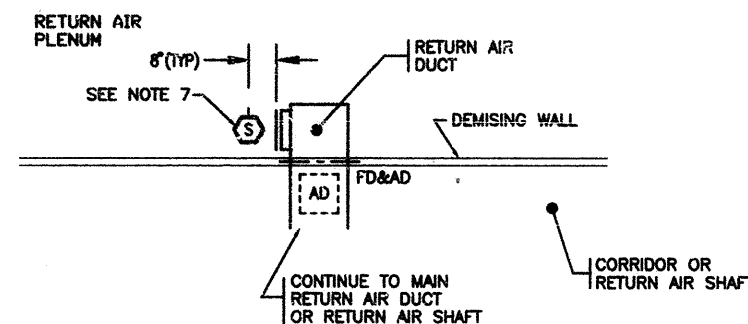 RETURN AIR
PLENUM
8"(TYP)
RETURN AIR
DUCT
SEE NOTE 7
S
DEMISING WALL
FD&AD
AD
CORRIDOR OR
RETURN AIR SHAF
CONTINUE TO MAIN
RETURN AIR DUCT
OR RETURN AIR SHAFT